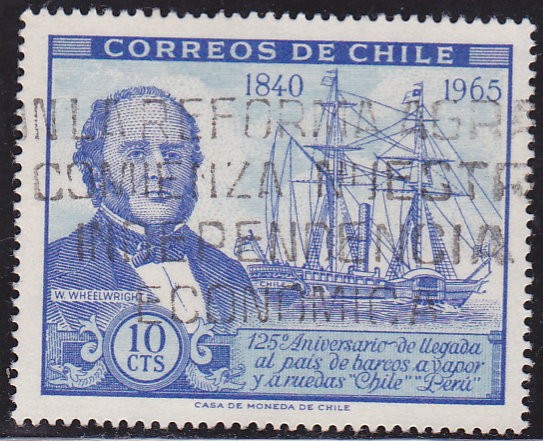 CORREOS DE CHILE
1840 1965
N LA REFORMA AGRA
COMIENZA NUESTR
INDEPENDENCIA
ECONOMICA
CHILE
W. WHEELWRIGHT
10
CTS
125º Aniversario de llegada
al país de barcos a vapor
y a ruedas "Chile" "Perú"
CASA DE MONEDA DE CHILE